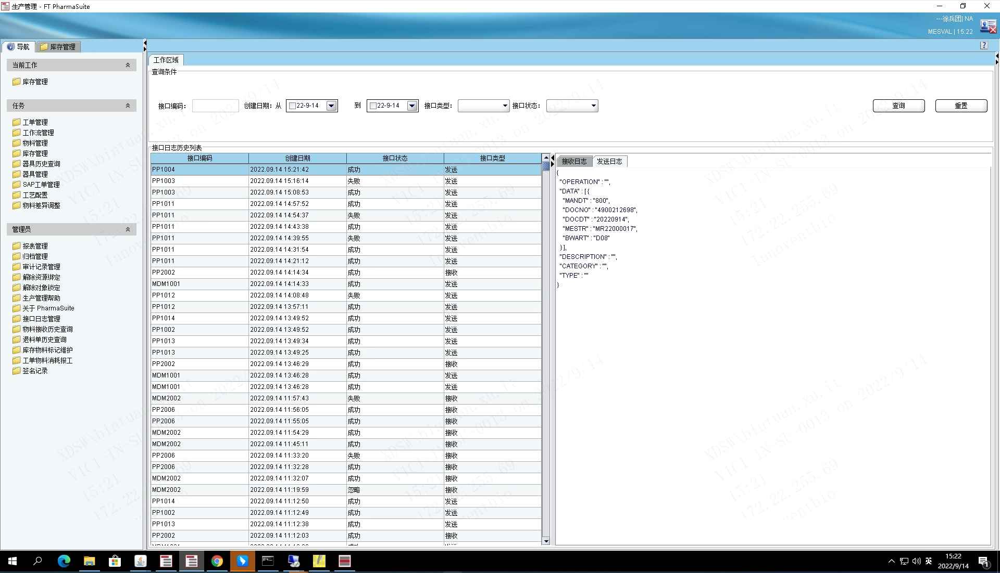 生产管理 - FT PharmaSuite
---徐兵团| NA
MESVAL | 15:22
导航
库存管理
当前工作
库存管理
任务
工单管理
工作流管理
物料管理
库存管理
器具历史查询
器具管理
SAP工单管理
工艺配置
物料差异调整
管理员
报表管理
归档管理
审计记录管理
解除资源绑定
解除对象锁定
生产管理帮助
关于 PharmaSuite
接口日志管理
物料接收历史查询
退料单历史查询
库存物料标记维护
工单物料消耗报工
签名记录
工作区域
查询条件
接口编码: 创建日期: 从 22-9-14 到 22-9-14 接口类型: 接口状态: 查询 重置
接口日志历史列表
接口编码 创建日期 接口状态 接口类型
PP1004 2022.09.14 15:21:42 成功 发送
PP1003 2022.09.14 15:16:14 失败 发送
PP1003 2022.09.14 15:08:53 成功 发送
PP1011 2022.09.14 14:57:52 成功 发送
PP1011 2022.09.14 14:54:37 失败 发送
PP1011 2022.09.14 14:43:38 成功 发送
PP1011 2022.09.14 14:39:55 失败 发送
PP1011 2022.09.14 14:31:54 成功 发送
PP1011 2022.09.14 14:21:12 成功 发送
PP2002 2022.09.14 14:14:34 成功 接收
MDM1001 2022.09.14 14:14:33 成功 发送
PP1012 2022.09.14 14:08:48 失败 发送
PP1012 2022.09.14 13:57:11 成功 发送
PP1014 2022.09.14 13:49:52 成功 发送
PP1002 2022.09.14 13:49:52 成功 发送
PP1013 2022.09.14 13:49:34 成功 发送
PP1013 2022.09.14 13:49:25 成功 发送
PP2002 2022.09.14 13:46:29 成功 接收
MDM1001 2022.09.14 13:46:28 成功 发送
MDM1001 2022.09.14 13:46:28 成功 发送
MDM2002 2022.09.14 11:57:43 失败 接收
PP2006 2022.09.14 11:56:05 成功 接收
PP2006 2022.09.14 11:55:05 成功 接收
MDM2002 2022.09.14 11:54:29 成功 接收
MDM2002 2022.09.14 11:45:11 成功 接收
PP2006 2022.09.14 11:33:20 失败 接收
PP2006 2022.09.14 11:32:28 成功 接收
MDM2002 2022.09.14 11:32:07 成功 接收
MDM2002 2022.09.14 11:19:59 忽略 接收
PP1014 2022.09.14 11:12:50 成功 发送
PP1002 2022.09.14 11:12:49 成功 发送
PP1013 2022.09.14 11:12:38 成功 发送
PP2002 2022.09.14 11:12:03 成功 接收
接收日志 发送日志
{
"OPERATION" : "",
"DATA" : [ {
"MANDT" : "800",
"DOCNO" : "4900212698",
"DOCDT" : "20220914",
"MESTR" : "MR22000017",
"BWART" : "D08"
} ],
"DESCRIPTION" : "",
"CATEGORY" : "",
"TYPE" : ""
}
XDSW\bintuan.xu.it
V1C1-IN-SU-0013 on 2022/9/14
15:21
172.22.255.69
Innoventbio
英
15:22
2022/9/14
1